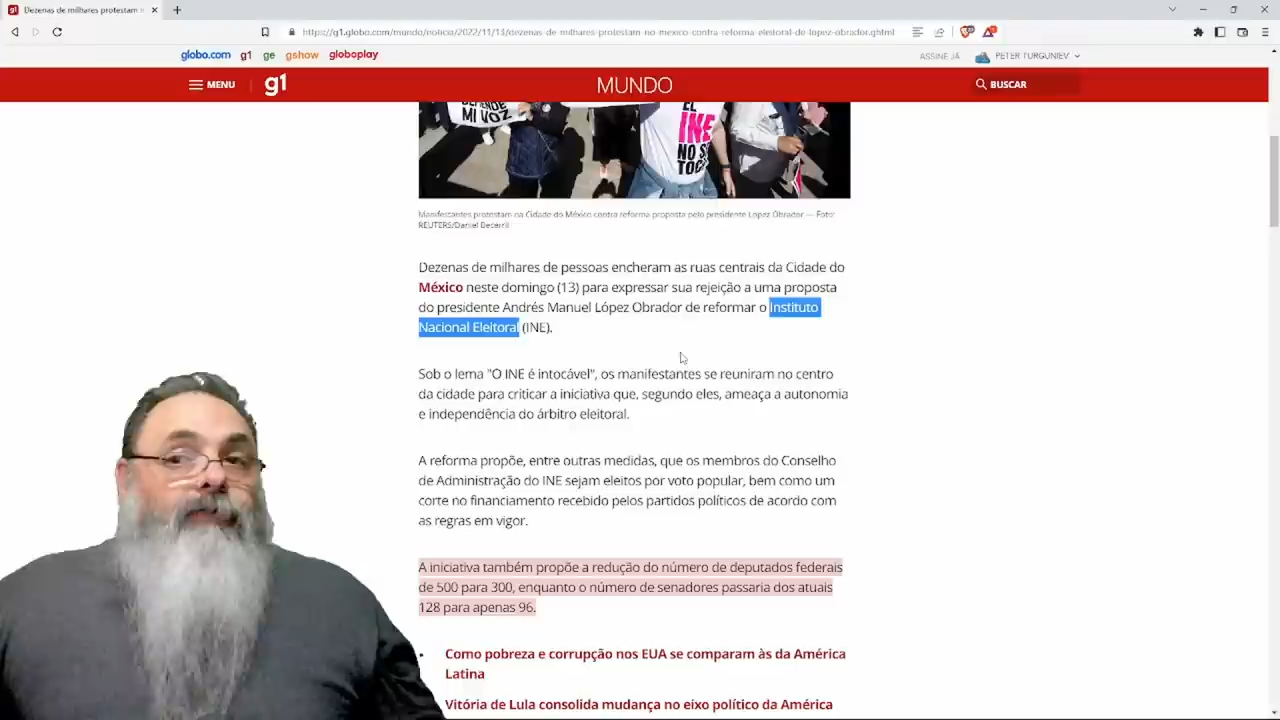 Dezenas de milhares protestam n
https://g1.globo.com/mundo/noticia/2022/11/13/dezenas-de-milhares-protestam-no-mexico-contra-reforma-eleitoral-de-lopez-obrador.ghtml
globo.com g1 ge gshow globoplay
ASSINE JÁ
PETER TURGUNIEV
MENU
g1
MUNDO
BUSCAR
DEFENDE
MI VOZ
EL
INE
NO SE
TOCA
Manifestantes protestam na Cidade do México contra reforma proposta pelo presidente Lopez Obrador — Foto:
REUTERS/Daniel Becerril
Dezenas de milhares de pessoas encheram as ruas centrais da Cidade do
México neste domingo (13) para expressar sua rejeição a uma proposta
do presidente Andrés Manuel López Obrador de reformar o Instituto
Nacional Eleitoral (INE).
Sob o lema "O INE é intocável", os manifestantes se reuniram no centro
da cidade para criticar a iniciativa que, segundo eles, ameaça a autonomia
e independência do árbitro eleitoral.
A reforma propõe, entre outras medidas, que os membros do Conselho
de Administração do INE sejam eleitos por voto popular, bem como um
corte no financiamento recebido pelos partidos políticos de acordo com
as regras em vigor.
A iniciativa também propõe a redução do número de deputados federais
de 500 para 300, enquanto o número de senadores passaria dos atuais
128 para apenas 96.
Como pobreza e corrupção nos EUA se comparam às da América
Latina
Vitória de Lula consolida mudança no eixo político da América